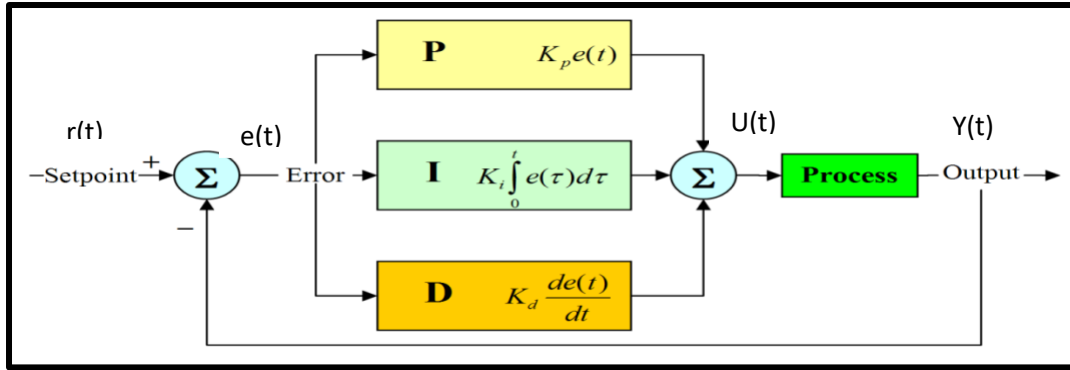 P K_p e(t)
r(t)
e(t)
U(t)
Y(t)
–Setpoint
+
Σ
Error
I K_i ∫_0^t e(τ)dτ
Σ
Process
Output
−
D K_d de(t)/dt